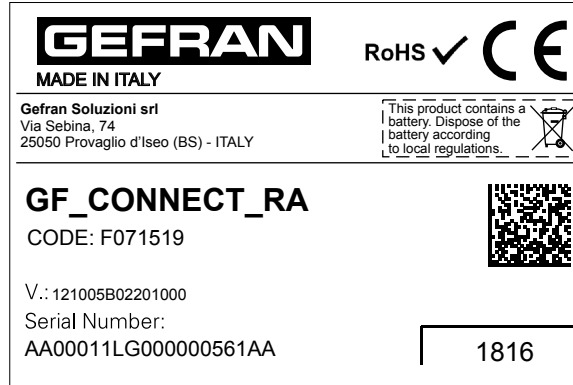 GEFRAN
RoHS
CE
MADE IN ITALY
Gefran Soluzioni srl
Via Sebina, 74
25050 Provaglio d'Iseo (BS) - ITALY
This product contains a
battery. Dispose of the
battery according
to local regulations.
GF_CONNECT_RA
CODE: F071519
V.: 121005B02201000
Serial Number:
AA00011LG000000561AA
1816